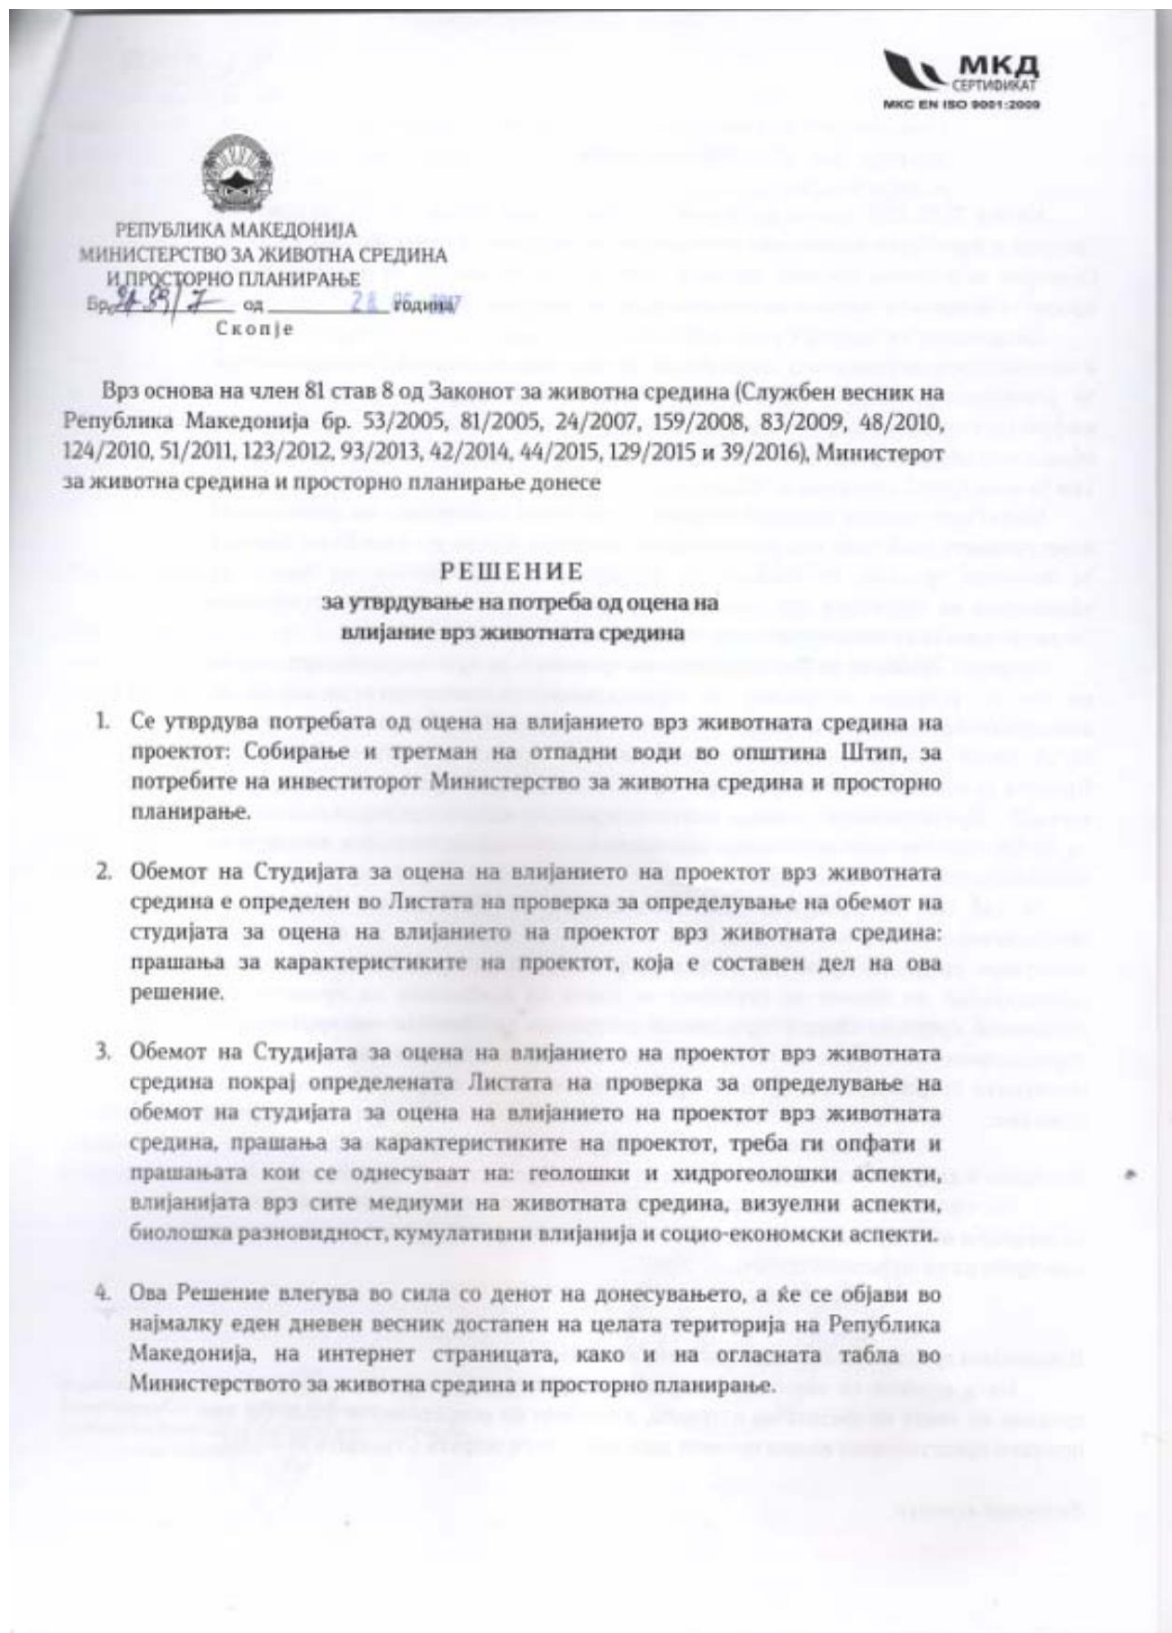 МКД
СЕРТИФИКАТ
МКС EN ISO 9001:2009
РЕПУБЛИКА МАКЕДОНИЈА
МИНИСТЕРСТВО ЗА ЖИВОТНА СРЕДИНА
И ПРОСТОРНО ПЛАНИРАЊЕ
Бр. од 2017 година
Скопје
Врз основа на член 81 став 8 од Законот за животна средина (Службен весник на
Република Македонија бр. 53/2005, 81/2005, 24/2007, 159/2008, 83/2009, 48/2010,
124/2010, 51/2011, 123/2012, 93/2013, 42/2014, 44/2015, 129/2015 и 39/2016), Министерот
за животна средина и просторно планирање донесе
РЕШЕНИЕ
за утврдување на потреба од оцена на
влијание врз животната средина
1. Се утврдува потребата од оцена на влијанието врз животната средина на
проектот: Собирање и третман на отпадни води во општина Штип, за
потребите на инвеститорот Министерство за животна средина и просторно
планирање.
2. Обемот на Студијата за оцена на влијанието на проектот врз животната
средина е определен во Листата на проверка за определување на обемот на
студијата за оцена на влијанието на проектот врз животната средина:
прашања за карактеристиките на проектот, која е составен дел на ова
решение.
3. Обемот на Студијата за оцена на влијанието на проектот врз животната
средина покрај определената Листата на проверка за определување на
обемот на студијата за оцена на влијанието на проектот врз животната
средина, прашања за карактеристиките на проектот, треба ги опфати и
прашањата кои се однесуваат на: геолошки и хидрогеолошки аспекти,
влијанијата врз сите медиуми на животната средина, визуелни аспекти,
биолошка разновидност, кумулативни влијанија и социо-економски аспекти.
4. Ова Решение влегува во сила со денот на донесувањето, а ќе се објави во
најмалку еден дневен весник достапен на целата територија на Република
Македонија, на интернет страницата, како и на огласната табла во
Министерството за животна средина и просторно планирање.